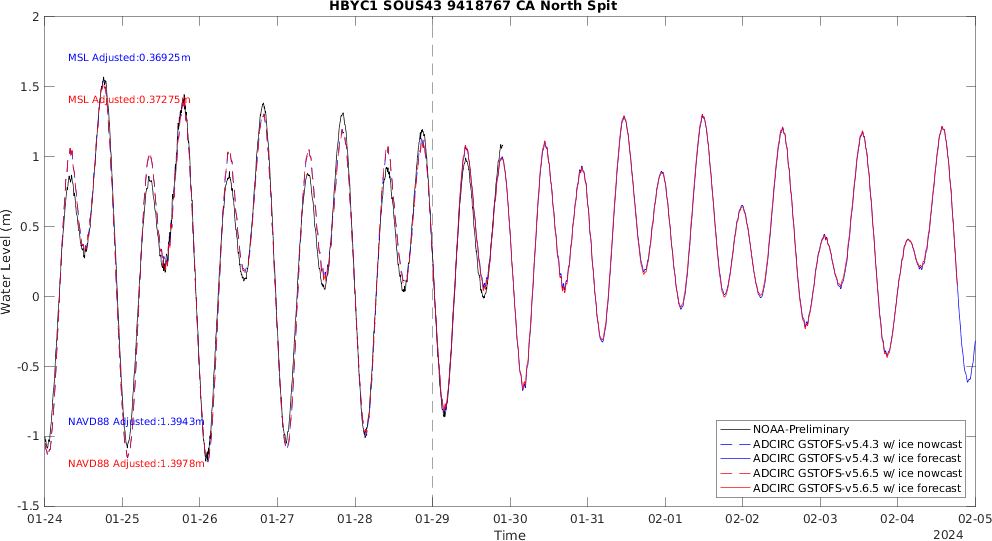 HBYC1 SOUS43 9418767 CA North Spit
2
1.5
1
0.5
0
-0.5
-1
-1.5
Water Level (m)
MSL Adjusted:0.36925m
MSL Adjusted:0.37275m
NAVD88 Adjusted:1.3943m
NAVD88 Adjusted:1.3978m
NOAA-Preliminary
ADCIRC GSTOFS-v5.4.3 w/ ice nowcast
ADCIRC GSTOFS-v5.4.3 w/ ice forecast
ADCIRC GSTOFS-v5.6.5 w/ ice nowcast
ADCIRC GSTOFS-v5.6.5 w/ ice forecast
01-24 01-25 01-26 01-27 01-28 01-29 01-30 01-31 02-01 02-02 02-03 02-04 02-05
Time
2024